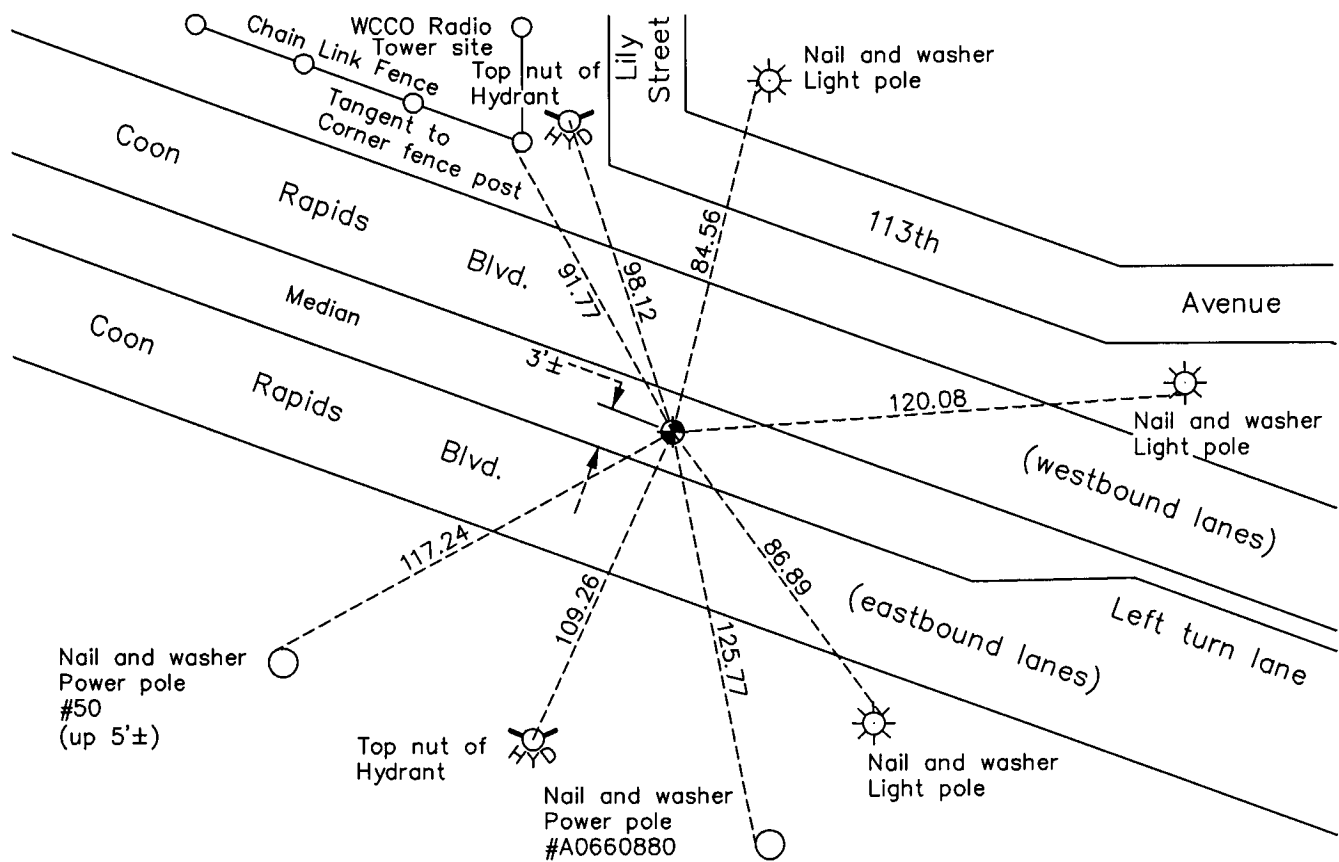 WCCO Radio
Tower site
Chain Link Fence
Top nut of
Hydrant
HYD
Lily
Street
Nail and washer
Light pole
Tangent to
Corner fence post
Coon
Rapids
Blvd.
113th
Avenue
91.77
98.12
84.56
Median
3'±
120.08
Nail and washer
Light pole
Coon
Rapids
Blvd.
(westbound lanes)
117.24
109.26
125.77
86.89
(eastbound lanes)
Left turn lane
Nail and washer
Power pole
#50
(up 5'±)
Top nut of
Hydrant
HYD
Nail and washer
Light pole
Nail and washer
Power pole
#A0660880